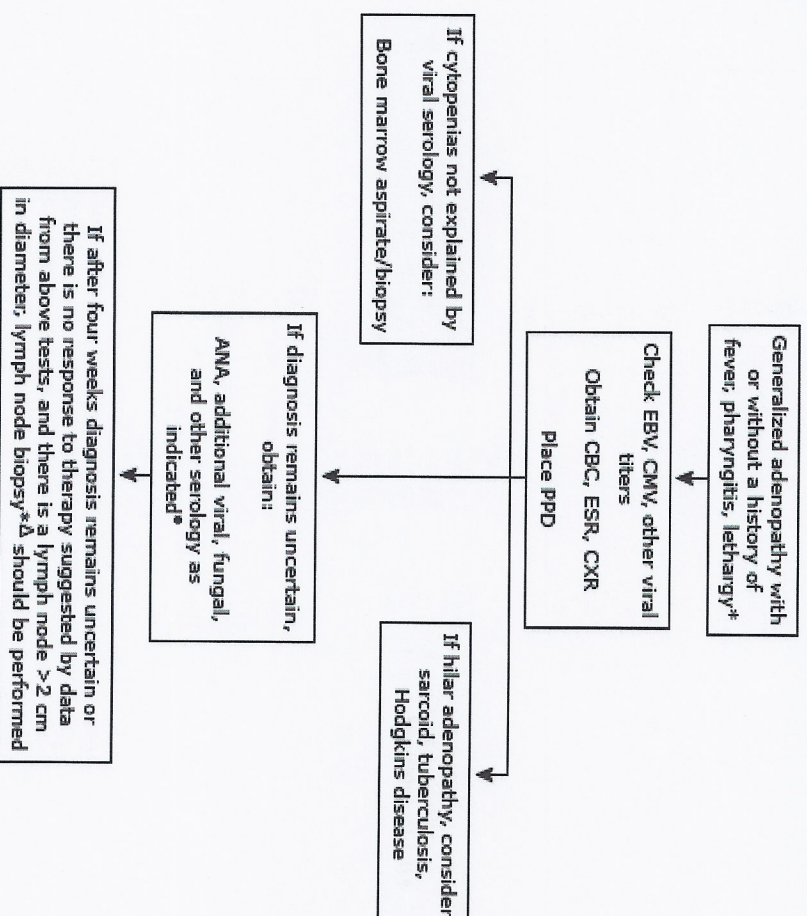 Generalized adenopathy with
or without a history of
fever, pharyngitis, lethargy*
Check EBV, CMV, other viral
titers
Obtain CBC, ESR, CXR
Place PPD
If cytopenias not explained by
viral serology, consider:
Bone marrow aspirate/biopsy
If hilar adenopathy, consider
sarcoid, tuberculosis,
Hodgkins disease
If diagnosis remains uncertain,
obtain:
ANA, additional viral, fungal,
and other serology as
indicated•
If after four weeks diagnosis remains uncertain or
there is no response to therapy suggested by data
from above tests, and there is a lymph node >2 cm
in diameter, lymph node biopsy*Δ should be performed